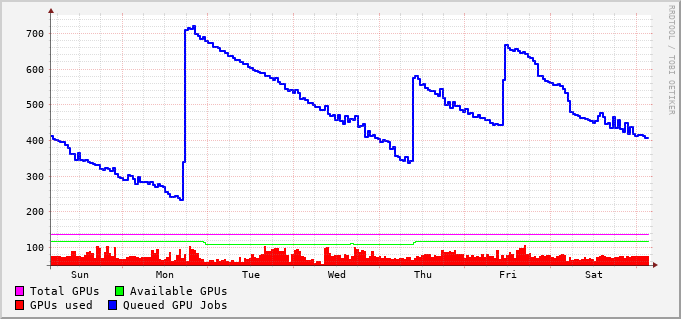 700
600
500
400
300
200
100
Sun Mon Tue Wed Thu Fri Sat
Total GPUs Available GPUs
GPUs used Queued GPU Jobs
RRDTOOL / TOBI OETIKER